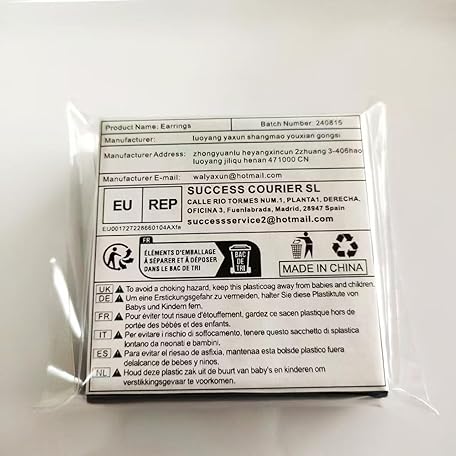 Product Name: Earrings
Batch Number: 240815
Manufacturer: luoyang yaxun shangmao youxian gongsi
Manufacturer Address: zhongyuanlu heyangxincun 2zhuang 3-406hao
luoyang jiliqu henan 471000 CN
Manufacturer E-mail: walyaxun@hotmail.com
EU REP
SUCCESS COURIER SL
CALLE RIO TORMES NUM.1, PLANTA1, DERECHA,
OFICINA 3, Fuenlabrada, Madrid, 28947 Spain
successservice2@hotmail.com
EU001727228660104AXfa
FR
ÉLÉMENTS D'EMBALLAGE
À SÉPARER ET À DÉPOSER
DANS LE BAC DE TRI
BAC
DE
TRI
MADE IN CHINA
UK To avoid a choking hazard, keep this plasticoag away from babies and children.
DE Um eine Erstickungsgefahr zu vermeiden, halten Sie diese Plastiktute von
Babys und Kindern fern.
FR Pour éviter tout risque d'étouffement, gardez ce sachet plastique hors de
portée des bébés et des enfants.
IT Per evitare i rischio di soffocamento, tenere questo sacchetto di splastica
lontano da neonati e bambini.
ES Para evitar el riesgo de asfixia, mantenga esta bolsde plastico fuera
delalcance de bebes y ninos.
NL Houd deze plastic zak uit de buurt van baby's en kinderen om
verstikkingsgevaar te voorkomen.